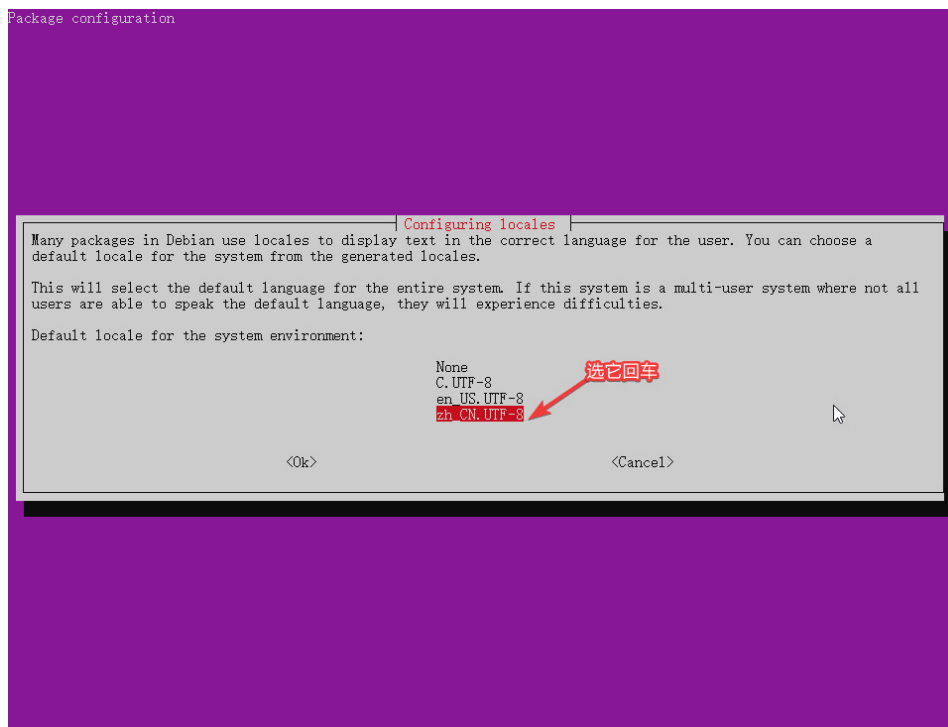 Package configuration
Configuring locales
Many packages in Debian use locales to display text in the correct language for the user. You can choose a
default locale for the system from the generated locales.
This will select the default language for the entire system. If this system is a multi-user system where not all
users are able to speak the default language, they will experience difficulties.
Default locale for the system environment:
None
选它回车
C.UTF-8
en_US.UTF-8
zh_CN.UTF-8
<Ok> <Cancel>